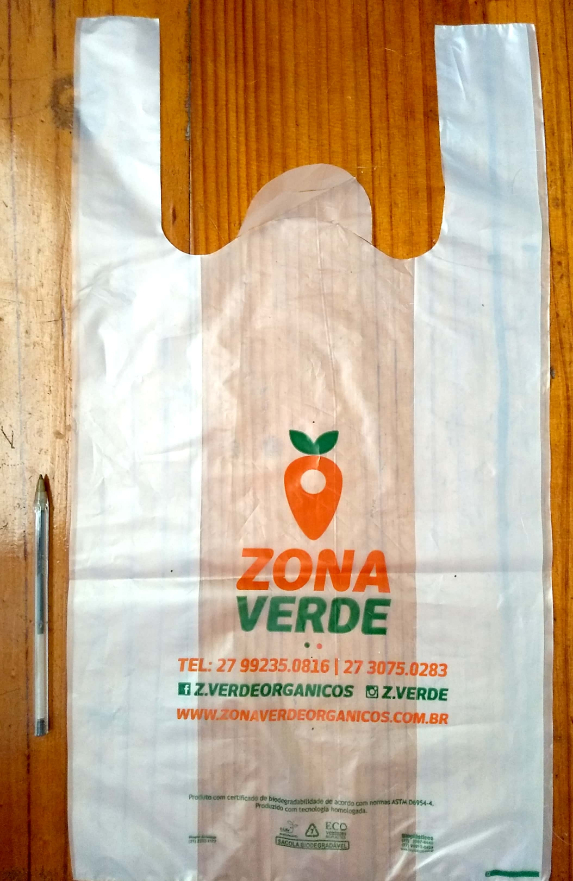 ZONA
VERDE
TEL: 27 99235.0816 | 27 3075.0283
Z.VERDEORGANICOS Z.VERDE
WWW.ZONAVERDEORGANICOS.COM.BR
Produto com certificado de biodegradabilidade de acordo com normas ASTM D6954-4.
Produzido com tecnologia homologada.
ECO
SACOLA BIODEGRADÁVEL